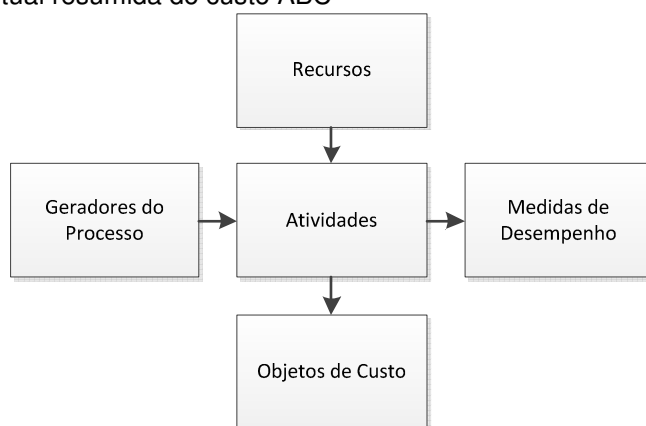 resumida do custo ABC
Recursos
Geradores do
Processo
Atividades
Medidas de
Desempenho
Objetos de Custo